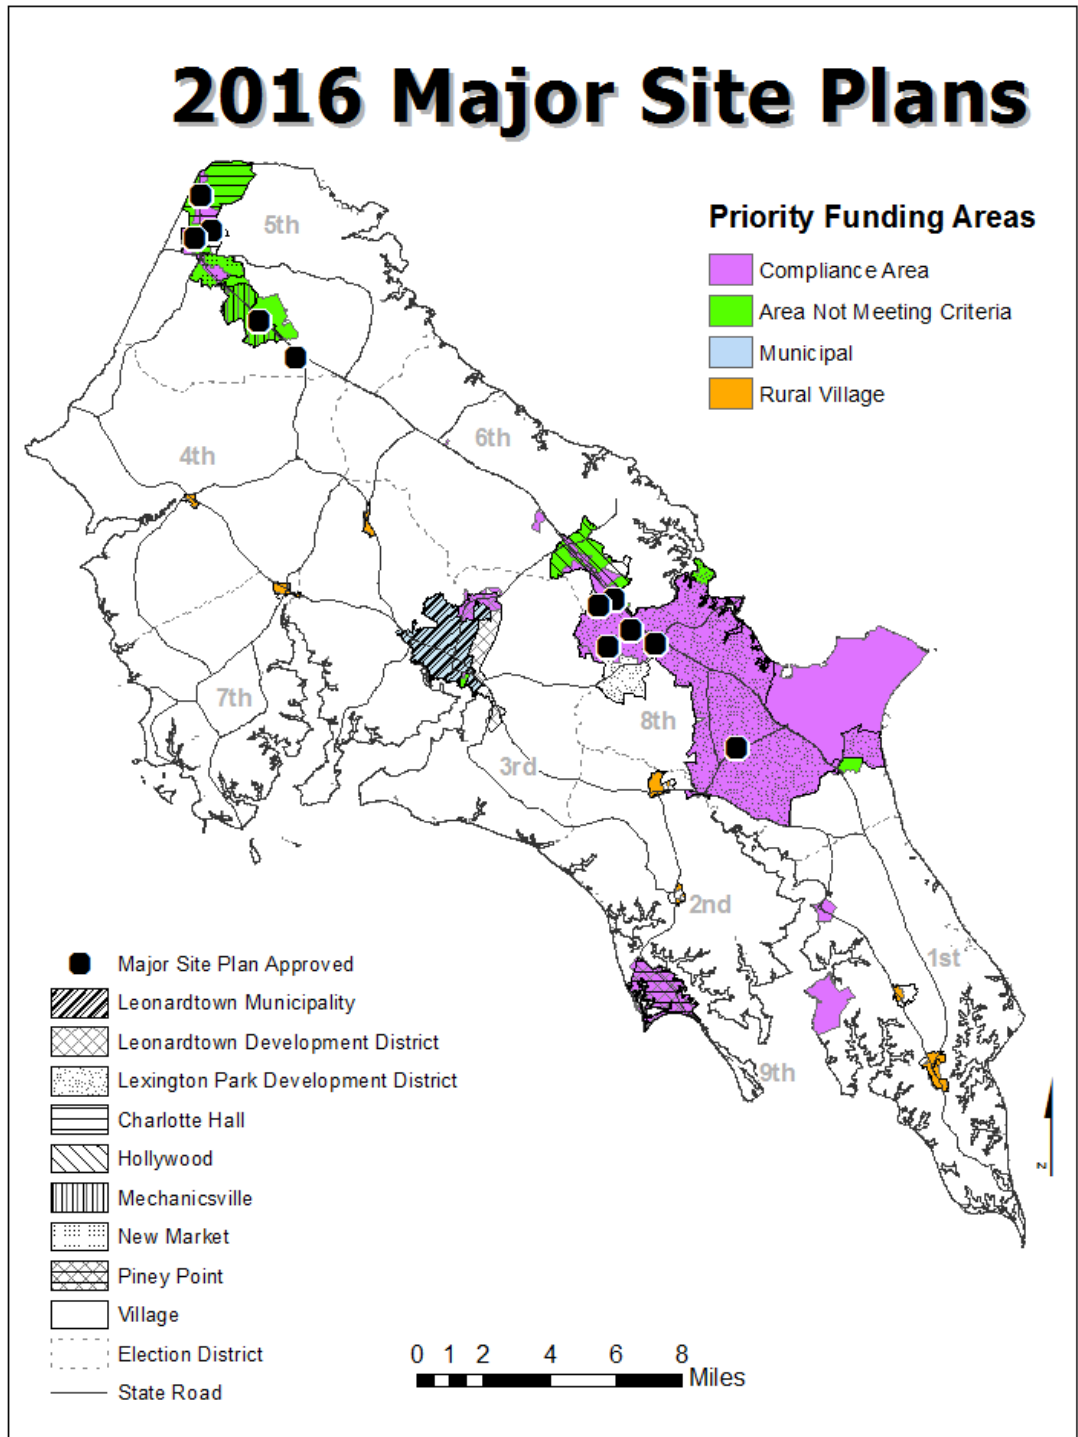 2016 Major Site Plans
5th
Priority Funding Areas
Compliance Area
Area Not Meeting Criteria
Municipal
Rural Village
6th
4th
7th
8th
3rd
2nd
1st
9th
Major Site Plan Approved
Leonardtown Municipality
Leonardtown Development District
Lexington Park Development District
Charlotte Hall
Hollywood
Mechanicsville
New Market
Piney Point
Village
Election District
State Road
0 1 2 4 6 8
Miles
N